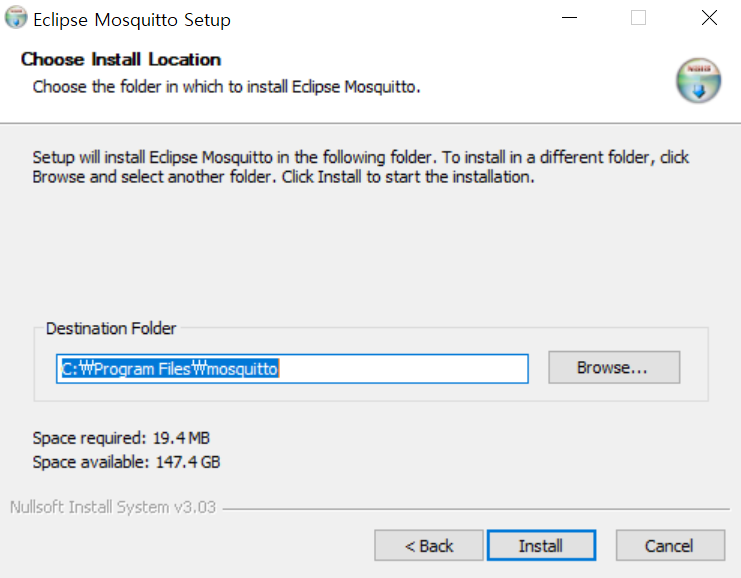 Eclipse Mosquitto Setup
Choose Install Location
Choose the folder in which to install Eclipse Mosquitto.
Setup will install Eclipse Mosquitto in the following folder. To install in a different folder, click
Browse and select another folder. Click Install to start the installation.
Destination Folder
C:₩Program Files₩mosquitto
Browse...
Space required: 19.4 MB
Space available: 147.4 GB
Nullsoft Install System v3.03
< Back
Install
Cancel